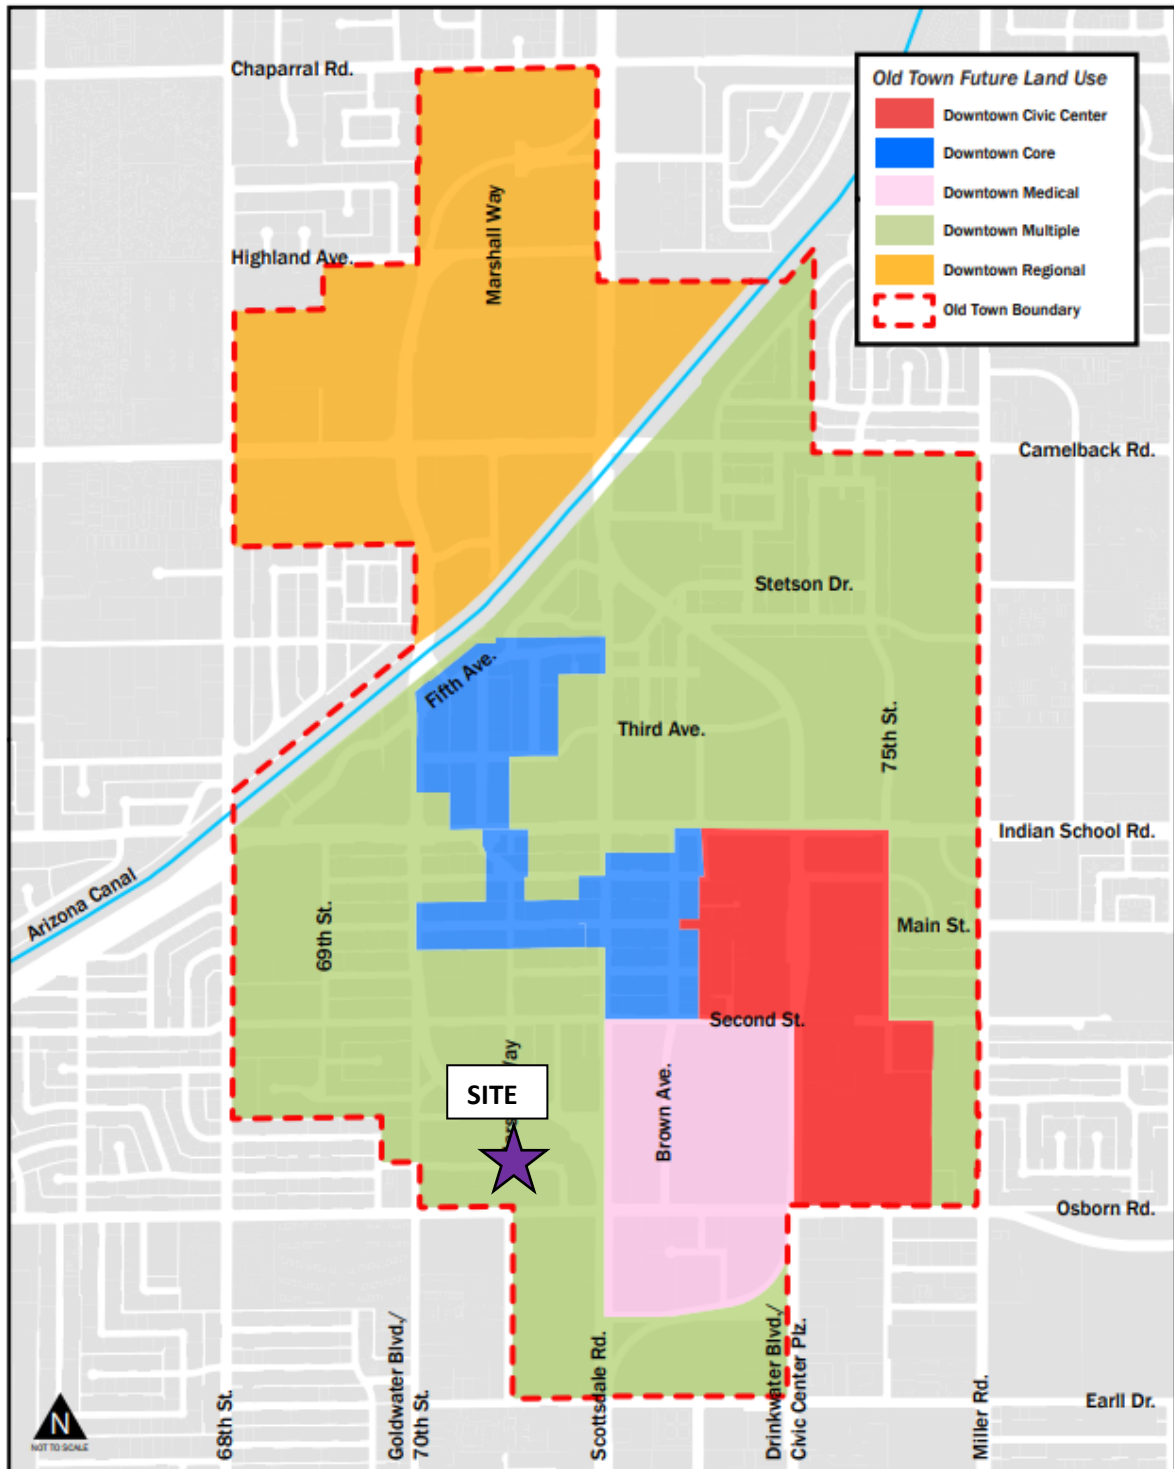 Chaparral Rd.
Old Town Future Land Use
Downtown Civic Center
Downtown Core
Downtown Medical
Downtown Multiple
Downtown Regional
Old Town Boundary
Highland Ave.
Marshall Way
Camelback Rd.
Stetson Dr.
Fifth Ave.
Third Ave.
75th St.
Indian School Rd.
Arizona Canal
69th St.
Main St.
Second St.
Way
SITE
Brown Ave.
Osborn Rd.
68th St.
Goldwater Blvd./
70th St.
Scottsdale Rd.
Drinkwater Blvd./
Civic Center Plz.
Miller Rd.
Earll Dr.
N
NOT TO SCALE